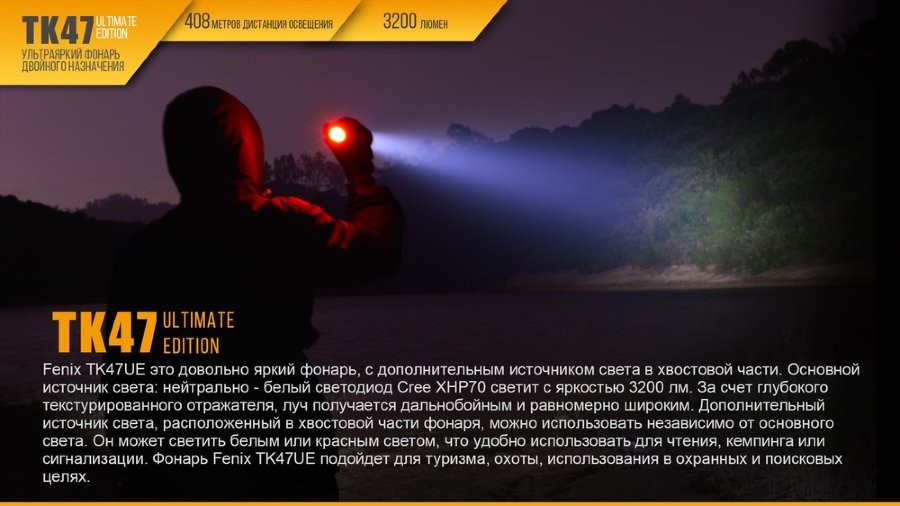 TK47 ULTIMATE EDITION
УЛЬТРАЯРКИЙ ФОНАРЬ
ДВОЙНОГО НАЗНАЧЕНИЯ
408 МЕТРОВ ДИСТАНЦИЯ ОСВЕЩЕНИЯ
3200 ЛЮМЕН
TK47 ULTIMATE EDITION
Fenix TK47UE это довольно яркий фонарь, с дополнительным источником света в хвостовой части. Основной
источник света: нейтрально - белый светодиод Cree XHP70 светит с яркостью 3200 лм. За счет глубокого
текстурированного отражателя, луч получается дальнобойным и равномерно широким. Дополнительный
источник света, расположенный в хвостовой части фонаря, можно использовать независимо от основного
света. Он может светить белым или красным светом, что удобно использовать для чтения, кемпинга или
сигнализации. Фонарь Fenix TK47UE подойдет для туризма, охоты, использования в охранных и поисковых
целях.